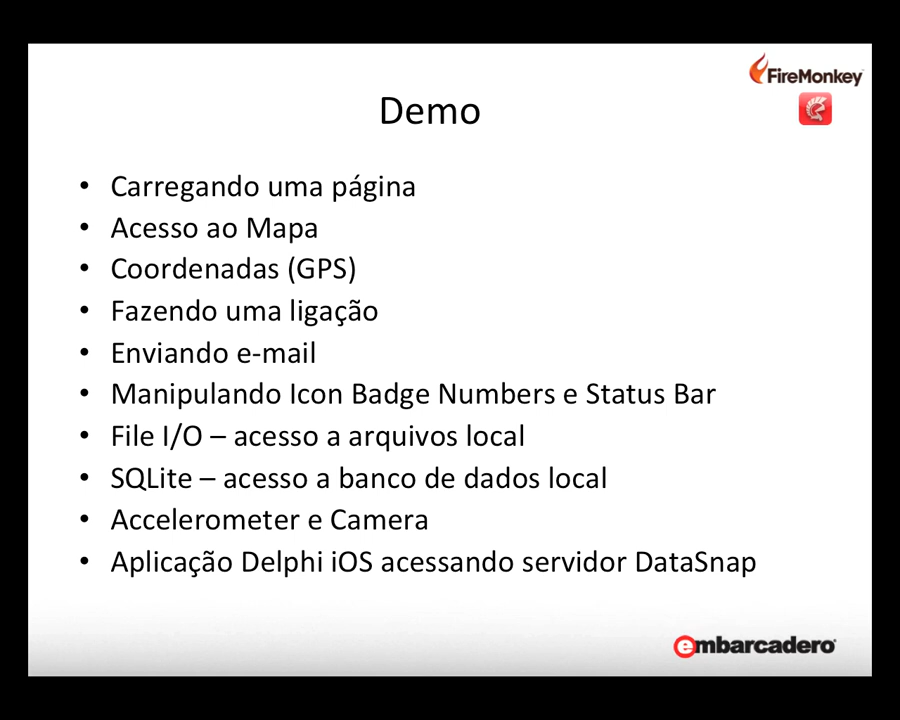 FireMonkey
Demo
• Carregando uma página
• Acesso ao Mapa
• Coordenadas (GPS)
• Fazendo uma ligação
• Enviando e-mail
• Manipulando Icon Badge Numbers e Status Bar
• File I/O – acesso a arquivos local
• SQLite – acesso a banco de dados local
• Accelerometer e Camera
• Aplicação Delphi iOS acessando servidor DataSnap
embarcadero